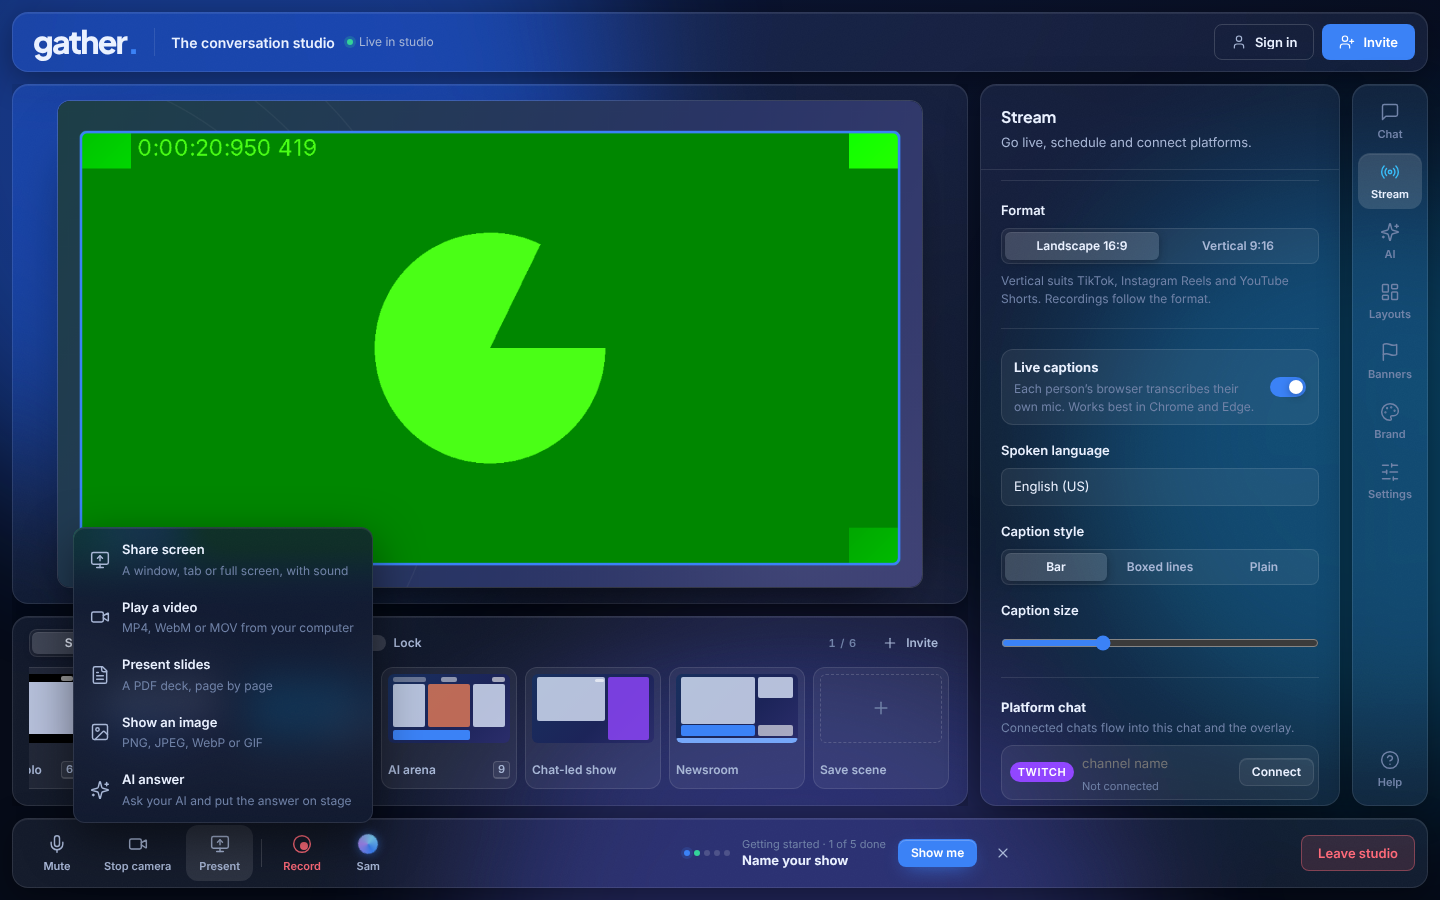 gather.
The conversation studio
Live in studio
Sign in
Invite
0:00:20:950 419
Share screen
A window, tab or full screen, with sound
Play a video
MP4, WebM or MOV from your computer
Present slides
A PDF deck, page by page
Show an image
PNG, JPEG, WebP or GIF
AI answer
Ask your AI and put the answer on stage
S
Lock
1 / 6
Invite
olo
6
AI arena
9
Chat-led show
Newsroom
Save scene
Mute
Stop camera
Present
Record
Sam
Getting started · 1 of 5 done
Name your show
Show me
Leave studio
Stream
Go live, schedule and connect platforms.
Format
Landscape 16:9
Vertical 9:16
Vertical suits TikTok, Instagram Reels and YouTube
Shorts. Recordings follow the format.
Live captions
Each person's browser transcribes their
own mic. Works best in Chrome and Edge.
Spoken language
English (US)
Caption style
Bar
Boxed lines
Plain
Caption size
Platform chat
Connected chats flow into this chat and the overlay.
TWITCH
channel name
Not connected
Connect
Chat
Stream
AI
Layouts
Banners
Brand
Settings
Help